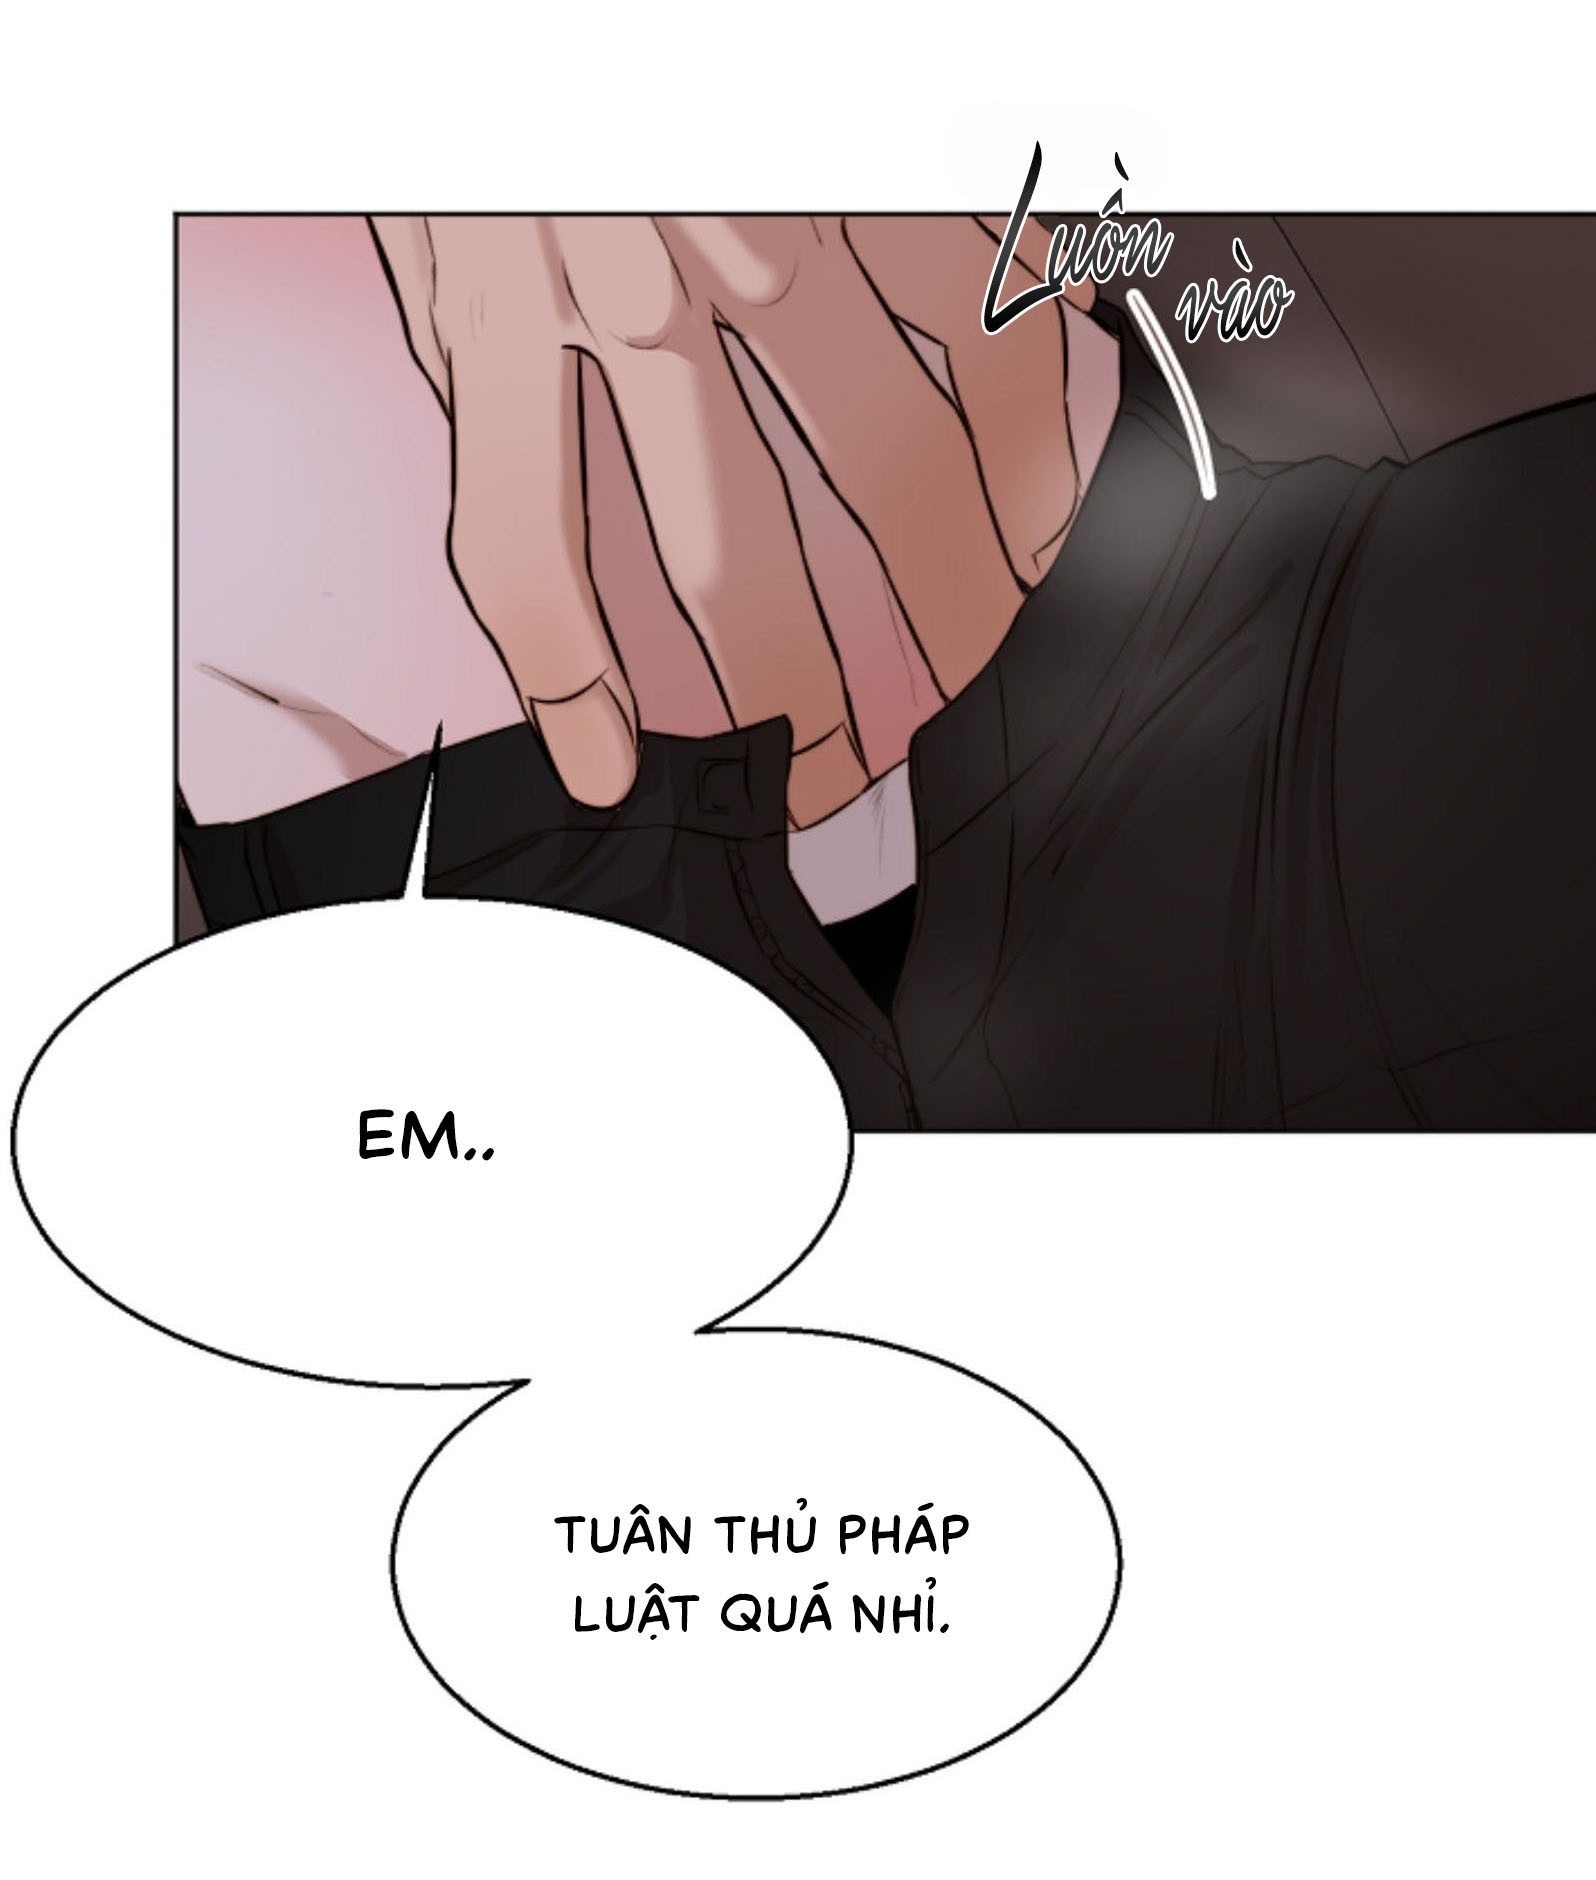 Luồn
vào
EM..
TUÂN THỦ PHÁP
LUẬT QUÁ NHỈ.